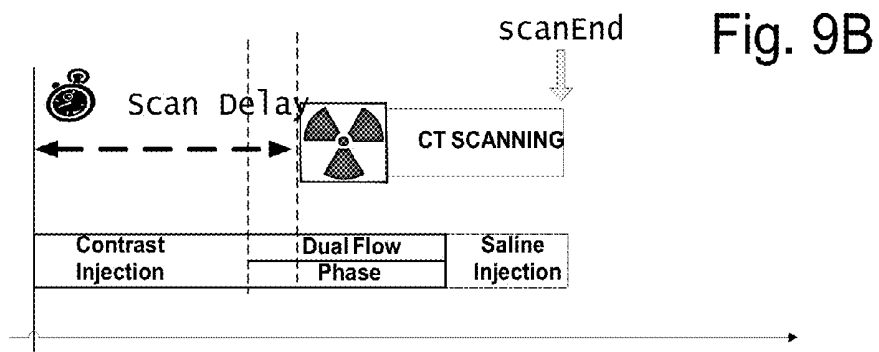 scanEnd
Fig. 9B
Scan Delay
CT SCANNING
Contrast
Injection
Dual Flow
Phase
Saline
Injection